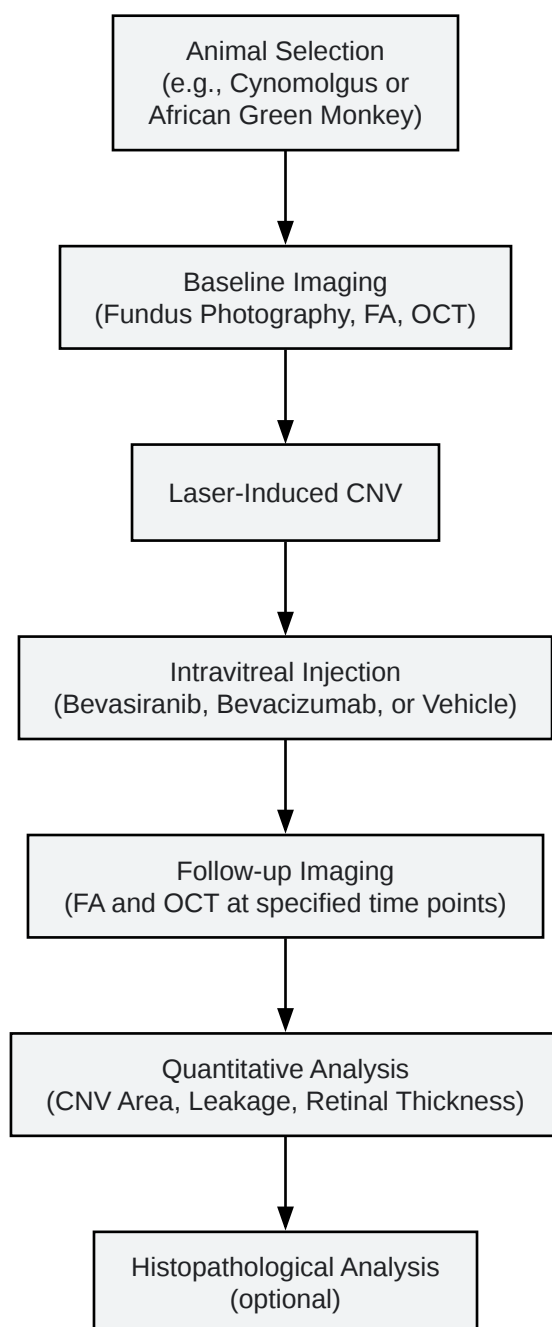 Animal Selection
(e.g., Cynomolgus or
African Green Monkey)
Baseline Imaging
(Fundus Photography, FA, OCT)
Laser-Induced CNV
Intravitreal Injection
(Bevasiranib, Bevacizumab, or Vehicle)
Follow-up Imaging
(FA and OCT at specified time points)
Quantitative Analysis
(CNV Area, Leakage, Retinal Thickness)
Histopathological Analysis
(optional)